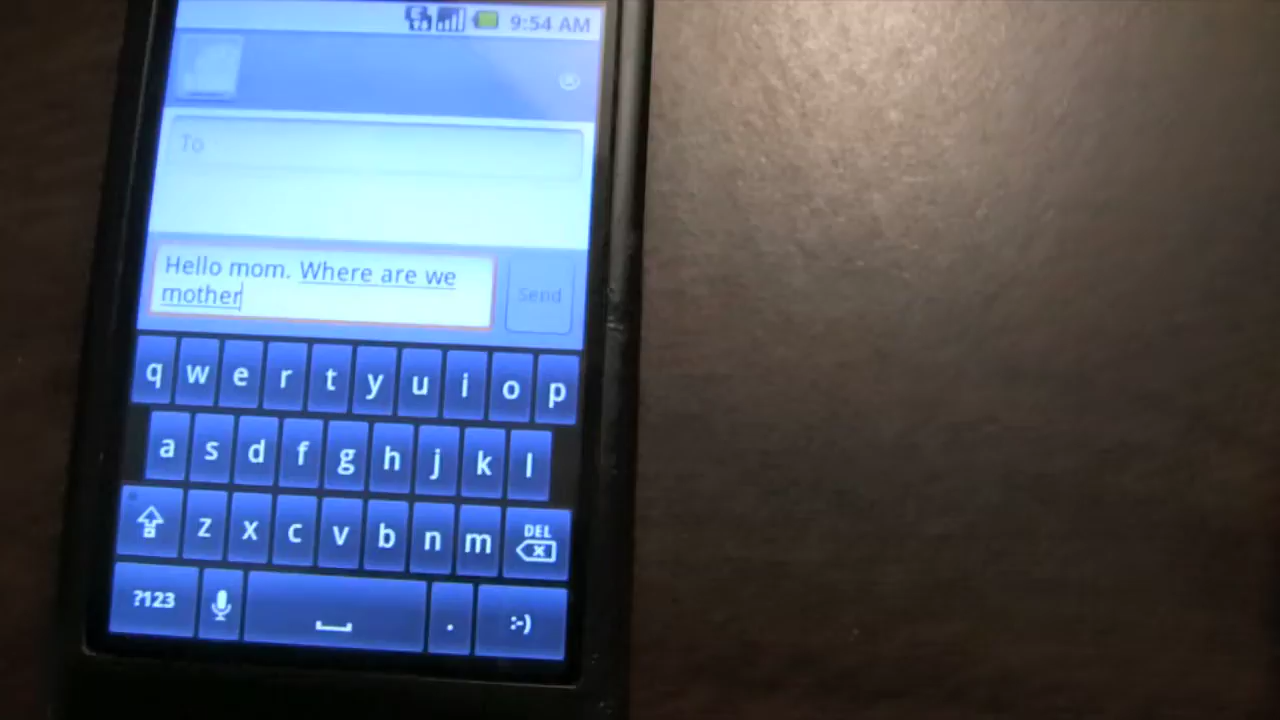 9:54 AM
To
Hello mom. Where are we
mother
Send
q w e r t y u i o p
a s d f g h j k l
z x c v b n m DEL
?123 . :-)